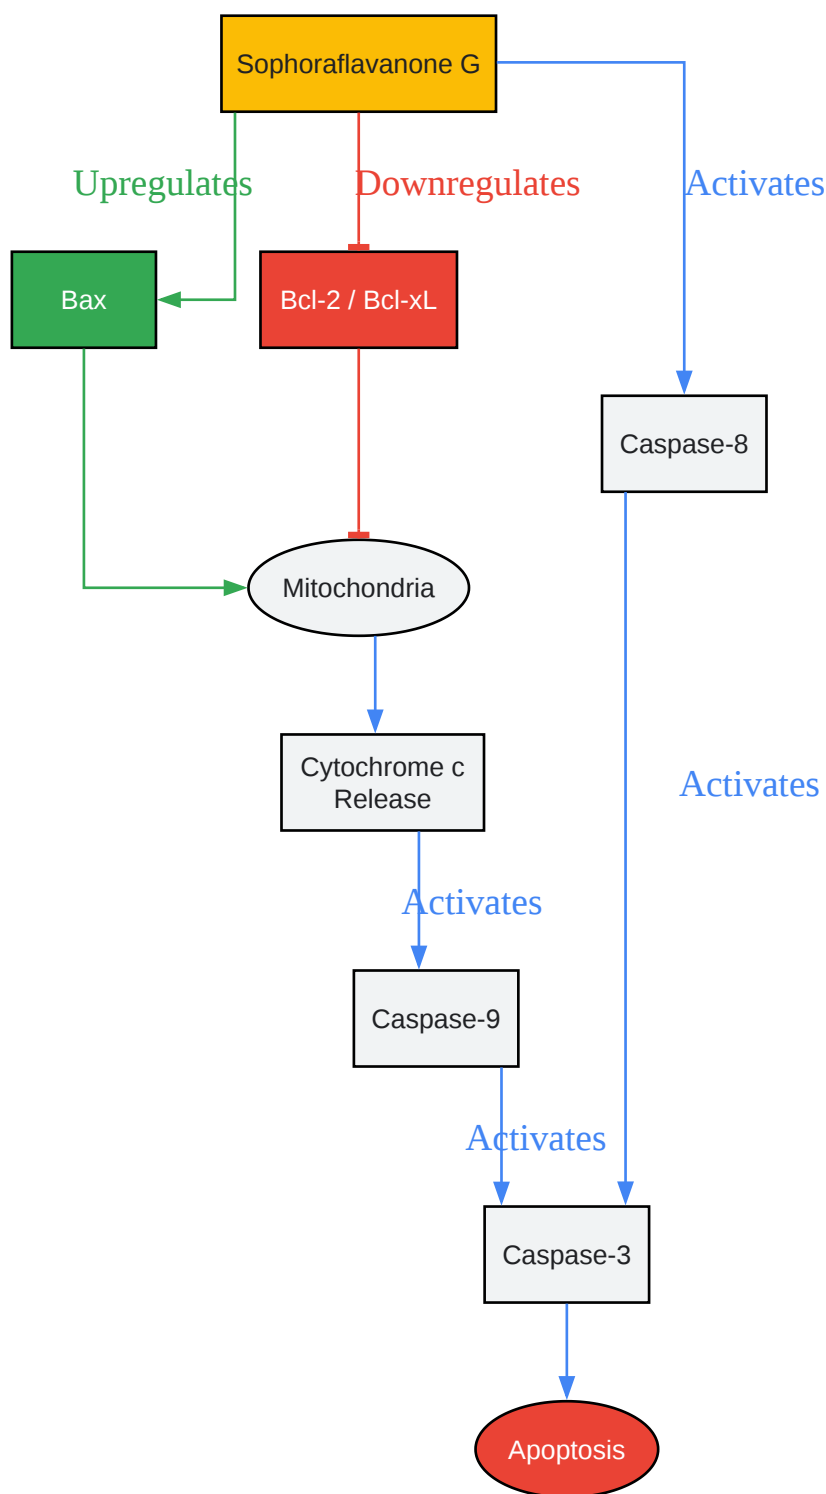 Sophoraflavanone G
Upregulates
Downregulates
Activates
Bax
Bcl-2 / Bcl-xL
Caspase-8
Mitochondria
Cytochrome c
Release
Activates
Activates
Caspase-9
Activates
Caspase-3
Apoptosis